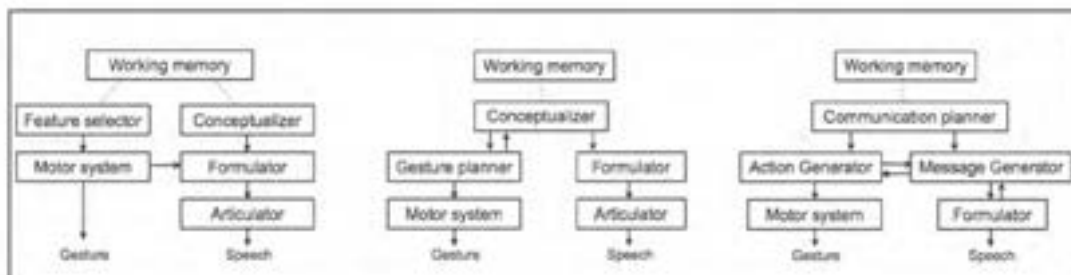 Working memory
Feature selector
Conceptualizer
Motor system
Formulator
Articulator
Gesture
Speech
Working memory
Conceptualizer
Gesture planner
Formulator
Motor system
Articulator
Gesture
Speech
Working memory
Communication planner
Action Generator
Message Generator
Motor system
Formulator
Gesture
Speech